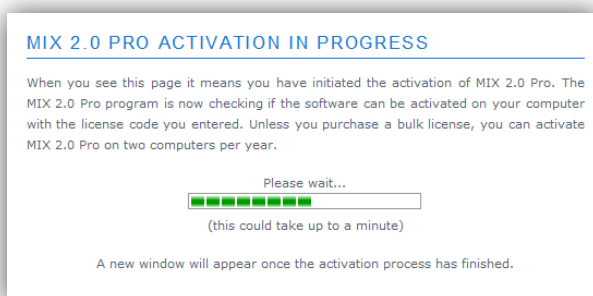 MIX 2.0 PRO ACTIVATION IN PROGRESS
When you see this page it means you have initiated the activation of MIX 2.0 Pro. The
MIX 2.0 Pro program is now checking if the software can be activated on your computer
with the license code you entered. Unless you purchase a bulk license, you can activate
MIX 2.0 Pro on two computers per year.
Please wait...
(this could take up to a minute)
A new window will appear once the activation process has finished.